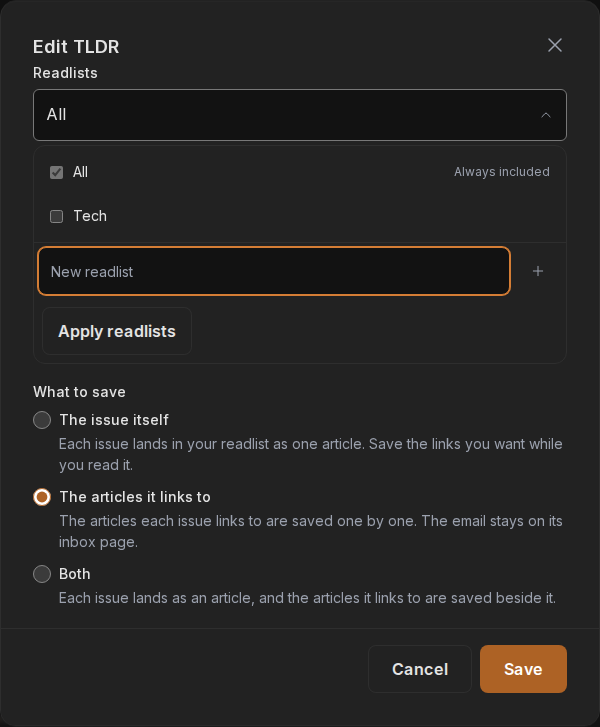 Edit TLDR
Readlists
All
All
Always included
Tech
New readlist
Apply readlists
What to save
The issue itself
Each issue lands in your readlist as one article. Save the links you want while
you read it.
The articles it links to
The articles each issue links to are saved one by one. The email stays on its
inbox page.
Both
Each issue lands as an article, and the articles it links to are saved beside it.
Cancel
Save